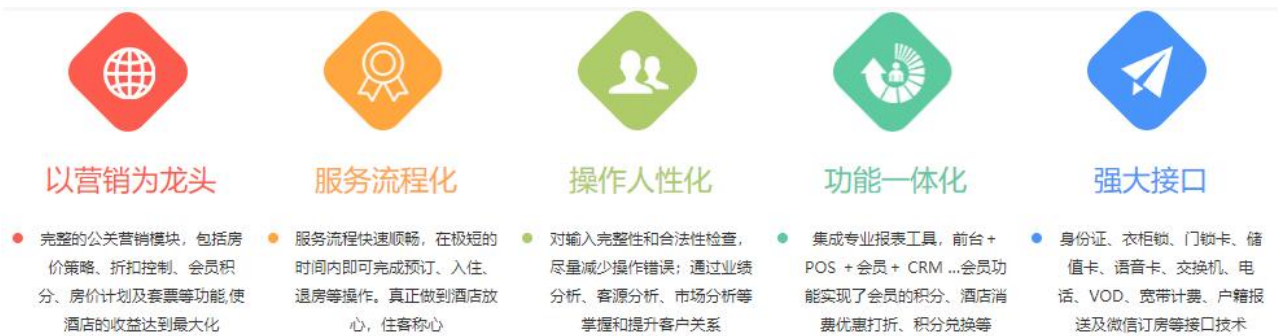 以营销为龙头
完整的公关营销模块，包括房
价策略、折扣控制、会员积
分、房价计划及套票等功能,使
酒店的收益达到最大化
服务流程化
服务流程快速顺畅，在极短的
时间内即可完成预订、入住、
退房等操作。真正做到酒店放
心，住客称心
操作人性化
对输入完整性和合法性检查，
尽量减少操作错误；通过业绩
分析、客源分析、市场分析等
掌握和提升客户关系
功能一体化
集成专业报表工具，前台+
POS +会员+ CRM ...会员功
能实现了会员的积分、酒店消
费优惠打折、积分兑换等
强大接口
身份证、衣柜锁、门锁卡、储
值卡、语音卡、交换机、电
话、VOD、宽带计费、户籍报
送及微信订房等接口技术